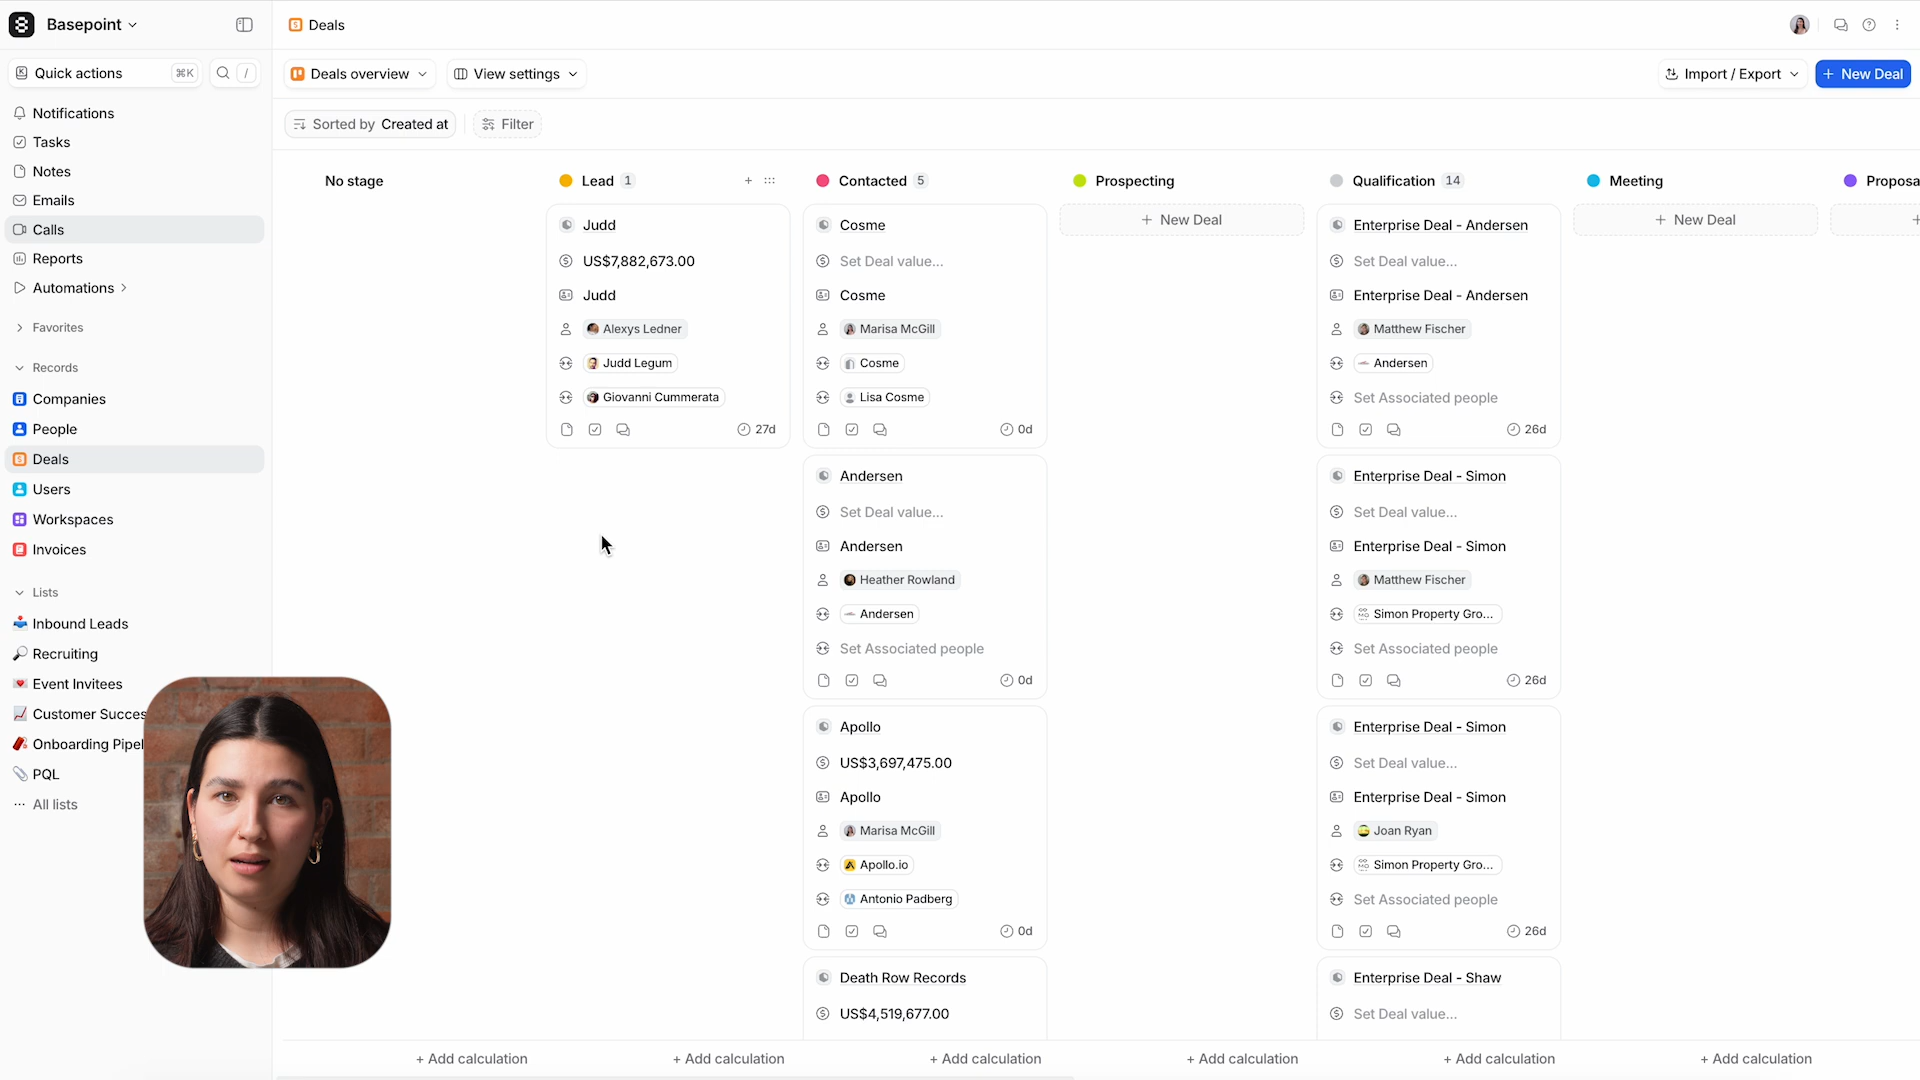 Basepoint
Deals
Quick actions
⌘K
/
Deals overview
View settings
Import / Export
+ New Deal
Notifications
Tasks
Notes
Emails
Calls
Reports
Automations
Sorted by Created at
Filter
Favorites
Records
Companies
People
Deals
Users
Workspaces
Invoices
Lists
Inbound Leads
Recruiting
Event Invitees
Customer Succes
Onboarding Pipel
PQL
All lists
No stage
Lead 1
Judd
US$7,882,673.00
Judd
Alexys Ledner
Judd Legum
Giovanni Cummerata
27d
Contacted 5
Cosme
Set Deal value...
Cosme
Marisa McGill
Cosme
Lisa Cosme
0d
Andersen
Set Deal value...
Andersen
Heather Rowland
Andersen
Set Associated people
0d
Apollo
US$3,697,475.00
Apollo
Marisa McGill
Apollo.io
Antonio Padberg
0d
Death Row Records
US$4,519,677.00
Prospecting
+ New Deal
Qualification 14
Enterprise Deal - Andersen
Set Deal value...
Enterprise Deal - Andersen
Matthew Fischer
Andersen
Set Associated people
26d
Enterprise Deal - Simon
Set Deal value...
Enterprise Deal - Simon
Matthew Fischer
Simon Property Gro...
Set Associated people
26d
Enterprise Deal - Simon
Set Deal value...
Enterprise Deal - Simon
Joan Ryan
Simon Property Gro...
Set Associated people
26d
Enterprise Deal - Shaw
Set Deal value...
Meeting
+ New Deal
Proposa
+
+ Add calculation
+ Add calculation
+ Add calculation
+ Add calculation
+ Add calculation
+ Add calculation